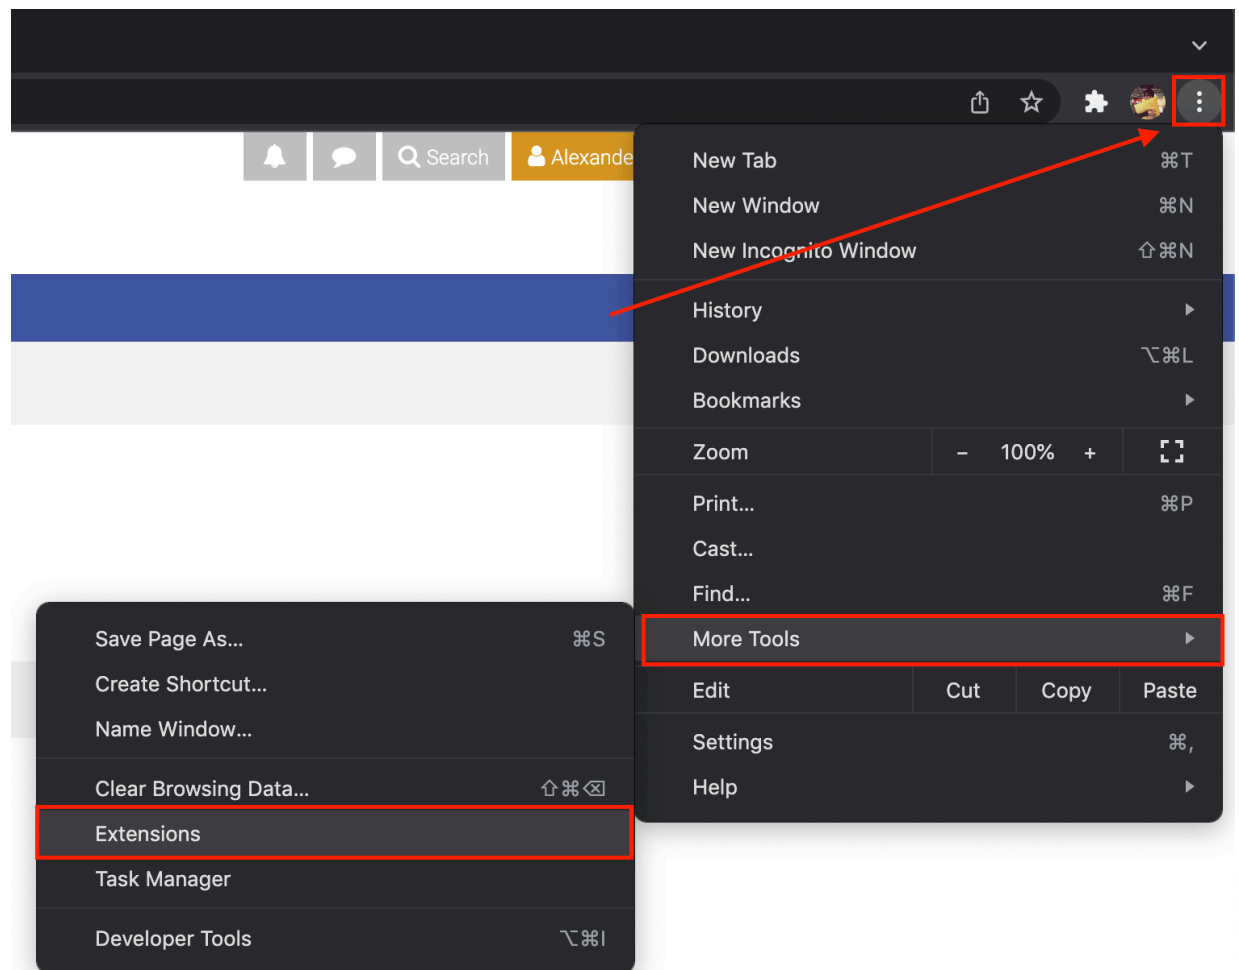 Search
Alexande
New Tab ⌘T
New Window ⌘N
New Incognito Window ⇧⌘N
History
Downloads ⌥⌘L
Bookmarks
Zoom − 100% +
Print... ⌘P
Cast...
Find... ⌘F
More Tools
Edit Cut Copy Paste
Settings ⌘,
Help
Save Page As... ⌘S
Create Shortcut...
Name Window...
Clear Browsing Data... ⇧⌘⌫
Extensions
Task Manager
Developer Tools ⌥⌘I